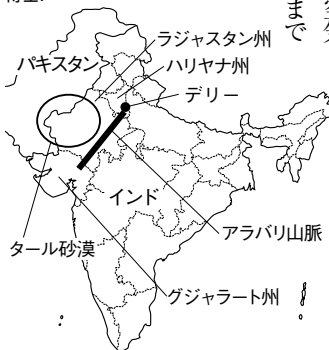 まで
ラジャスタン州
パキスタン
ハリヤナ州
デリー
インド
タール砂漠
アラバリ山脈
グジャラート州